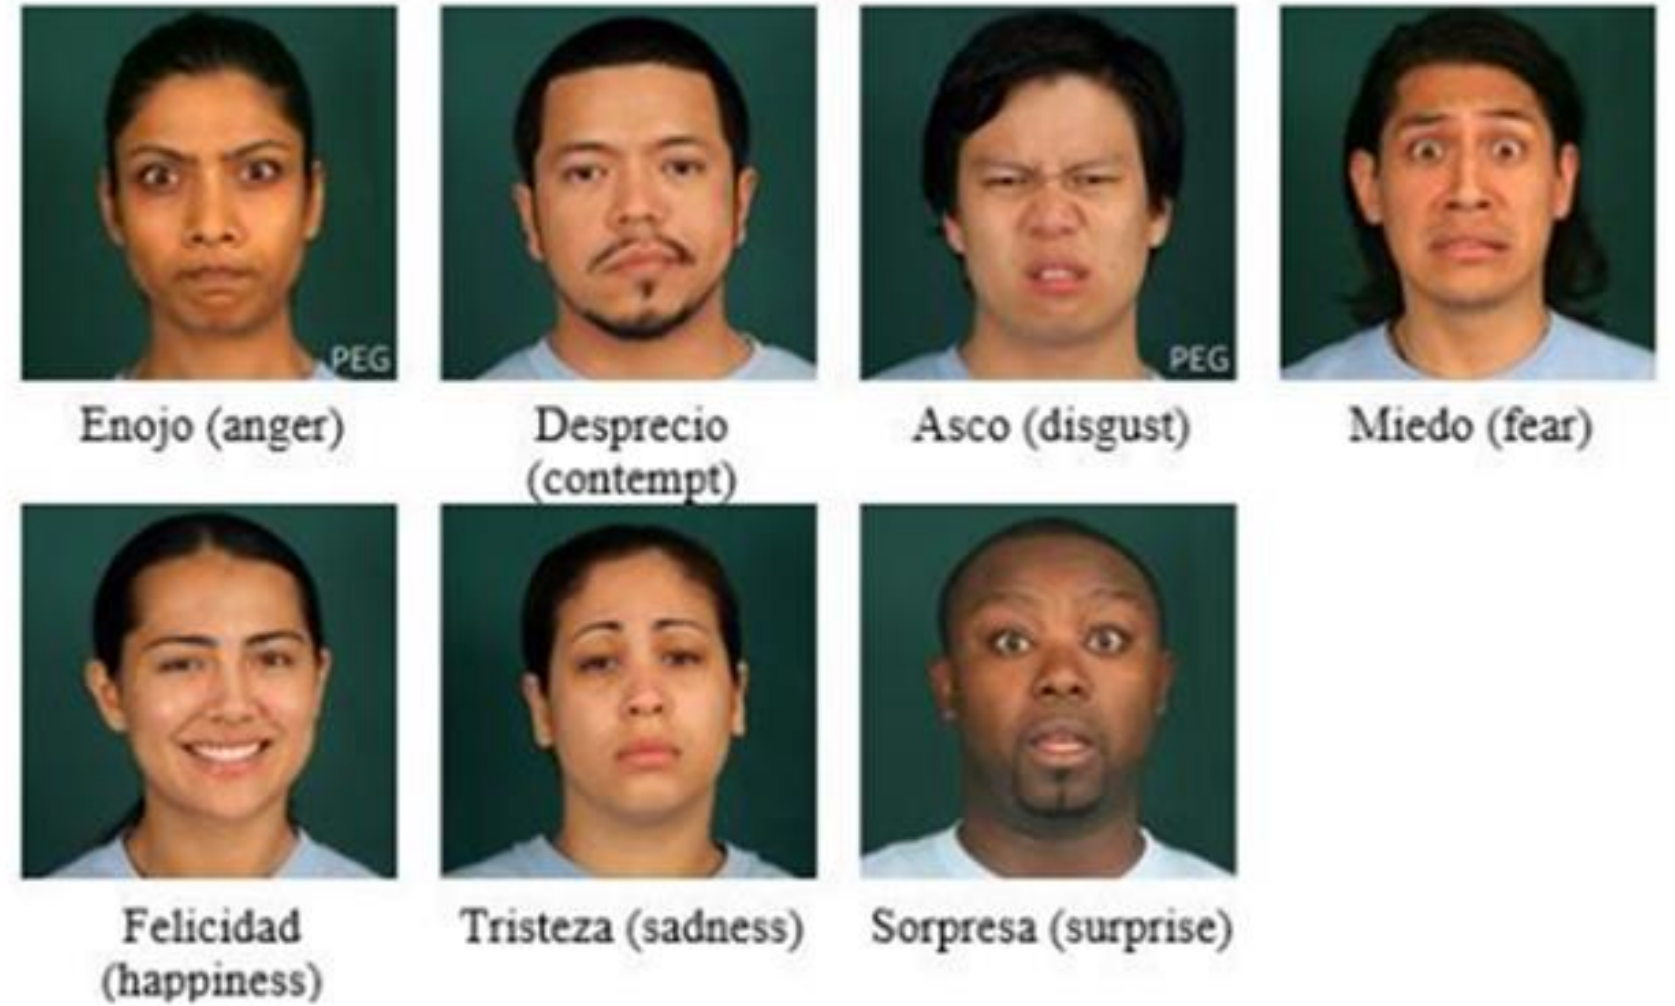 PEG
PEG
Enojo (anger)
Desprecio
(contempt)
Asco (disgust)
Miedo (fear)
Felicidad
(happiness)
Tristeza (sadness)
Sorpresa (surprise)